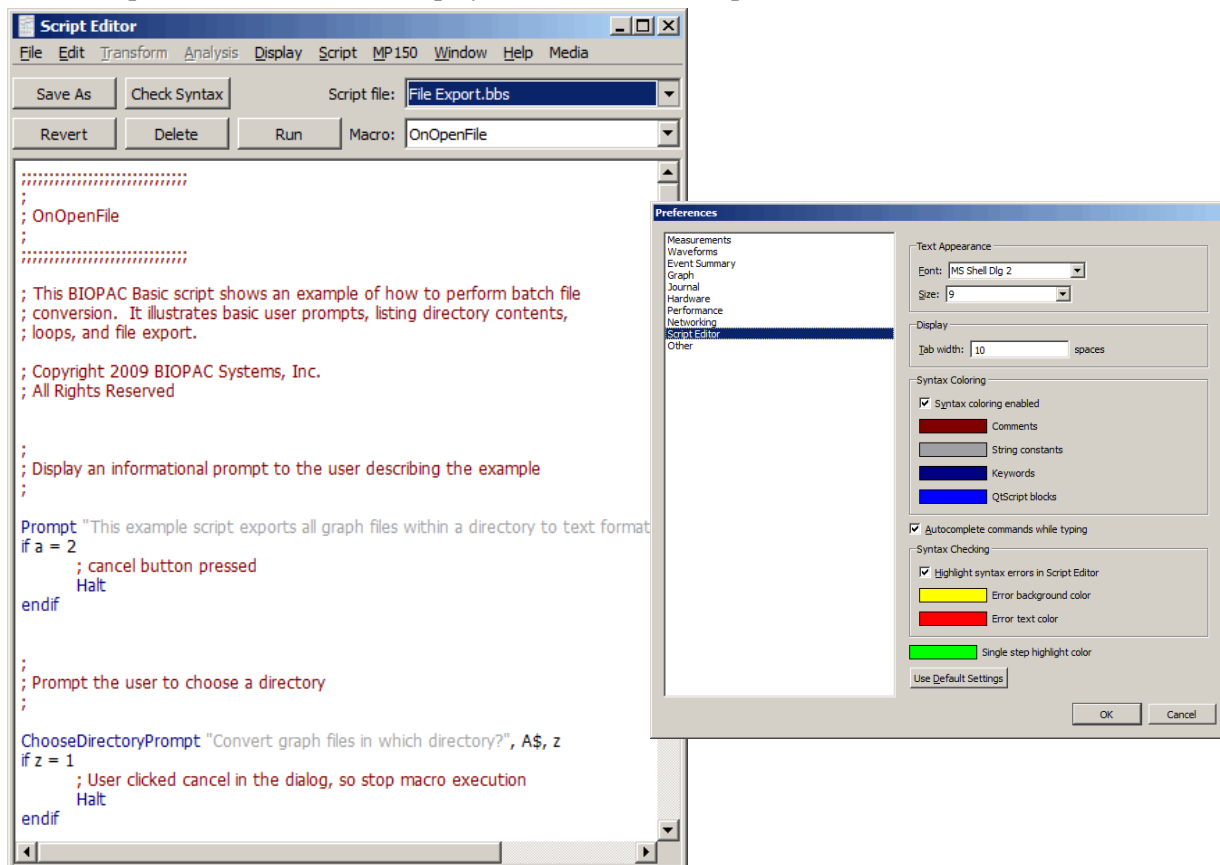 Script Editor
File Edit Transform Analysis Display Script MP150 Window Help Media
Save As Check Syntax Script file: File Export.bbs
Revert Delete Run Macro: OnOpenFile
;;;;;;;;;;;;;;;;;;;;;;;;;;;;;;
;
; OnOpenFile
;
;;;;;;;;;;;;;;;;;;;;;;;;;;;;;;
; This BIOPAC Basic script shows an example of how to perform batch file
; conversion. It illustrates basic user prompts, listing directory contents,
; loops, and file export.
; Copyright 2009 BIOPAC Systems, Inc.
; All Rights Reserved
;
; Display an informational prompt to the user describing the example
;
Prompt "This example script exports all graph files within a directory to text format
if a = 2
; cancel button pressed
Halt
endif
;
; Prompt the user to choose a directory
;
ChooseDirectoryPrompt "Convert graph files in which directory?", A$, z
if z = 1
; User clicked cancel in the dialog, so stop macro execution
Halt
endif
Preferences
Measurements
Waveforms
Event Summary
Graph
Journal
Hardware
Performance
Networking
Script Editor
Other
Text Appearance
Font: MS Shell Dlg 2
Size: 9
Display
Tab width: 10 spaces
Syntax Coloring
Syntax coloring enabled
Comments
String constants
Keywords
QtScript blocks
Autocomplete commands while typing
Syntax Checking
Highlight syntax errors in Script Editor
Error background color
Error text color
Single step highlight color
Use Default Settings
OK Cancel